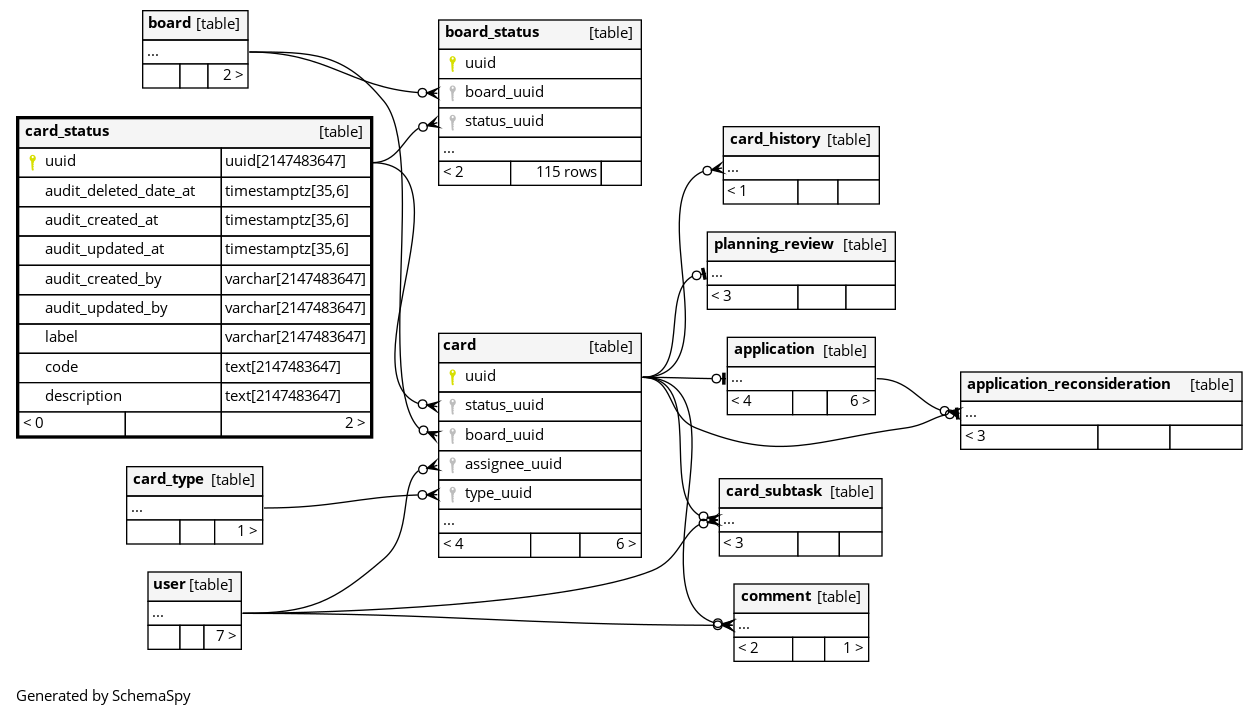 board [table]
...
2 >
card_status [table]
uuid uuid[2147483647]
audit_deleted_date_at timestamptz[35,6]
audit_created_at timestamptz[35,6]
audit_updated_at timestamptz[35,6]
audit_created_by varchar[2147483647]
audit_updated_by varchar[2147483647]
label varchar[2147483647]
code text[2147483647]
description text[2147483647]
< 0 2 >
card_type [table]
...
1 >
user [table]
...
7 >
board_status [table]
uuid
board_uuid
status_uuid
...
< 2 115 rows
card [table]
uuid
status_uuid
board_uuid
assignee_uuid
type_uuid
...
< 4 6 >
card_history [table]
...
< 1
planning_review [table]
...
< 3
application [table]
...
< 4 6 >
application_reconsideration [table]
...
< 3
card_subtask [table]
...
< 3
comment [table]
...
< 2 1 >
Generated by SchemaSpy